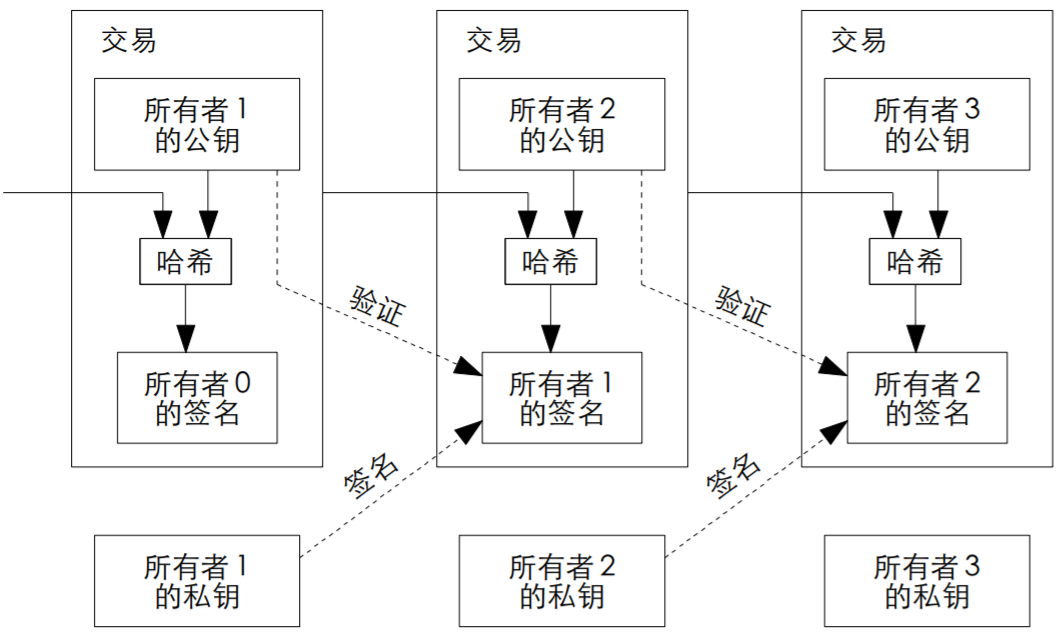 交易
交易
交易
所有者1
的公钥
所有者2
的公钥
所有者3
的公钥
哈希
哈希
哈希
验证
验证
所有者0
的签名
所有者1
的签名
所有者2
的签名
签名
签名
所有者1
的私钥
所有者2
的私钥
所有者3
的私钥